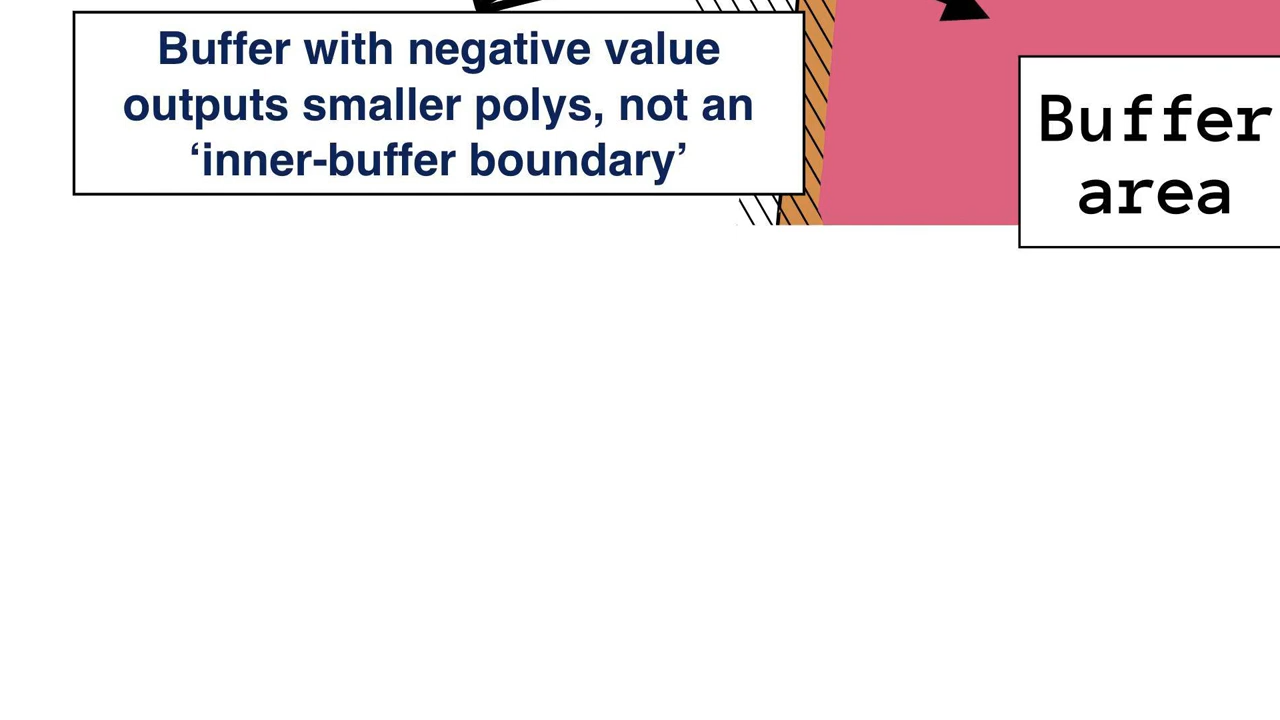 Buffer with negative value
outputs smaller polys, not an
‘inner-buffer boundary’
Buffer
area